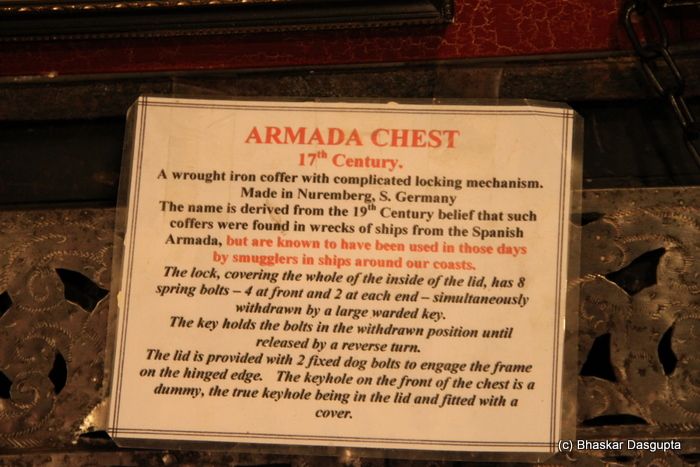 ARMADA CHEST
17th Century.
A wrought iron coffer with complicated locking mechanism.
Made in Nuremberg, S. Germany
The name is derived from the 19th Century belief that such
coffers were found in wrecks of ships from the Spanish
Armada, but are known to have been used in those days
by smugglers in ships around our coasts.
The lock, covering the whole of the inside of the lid, has 8
spring bolts – 4 at front and 2 at each end – simultaneously
withdrawn by a large warded key.
The key holds the bolts in the withdrawn position until
released by a reverse turn.
The lid is provided with 2 fixed dog bolts to engage the frame
on the hinged edge. The keyhole on the front of the chest is a
dummy, the true keyhole being in the lid and fitted with a
cover.
(c) Bhaskar Dasgupta